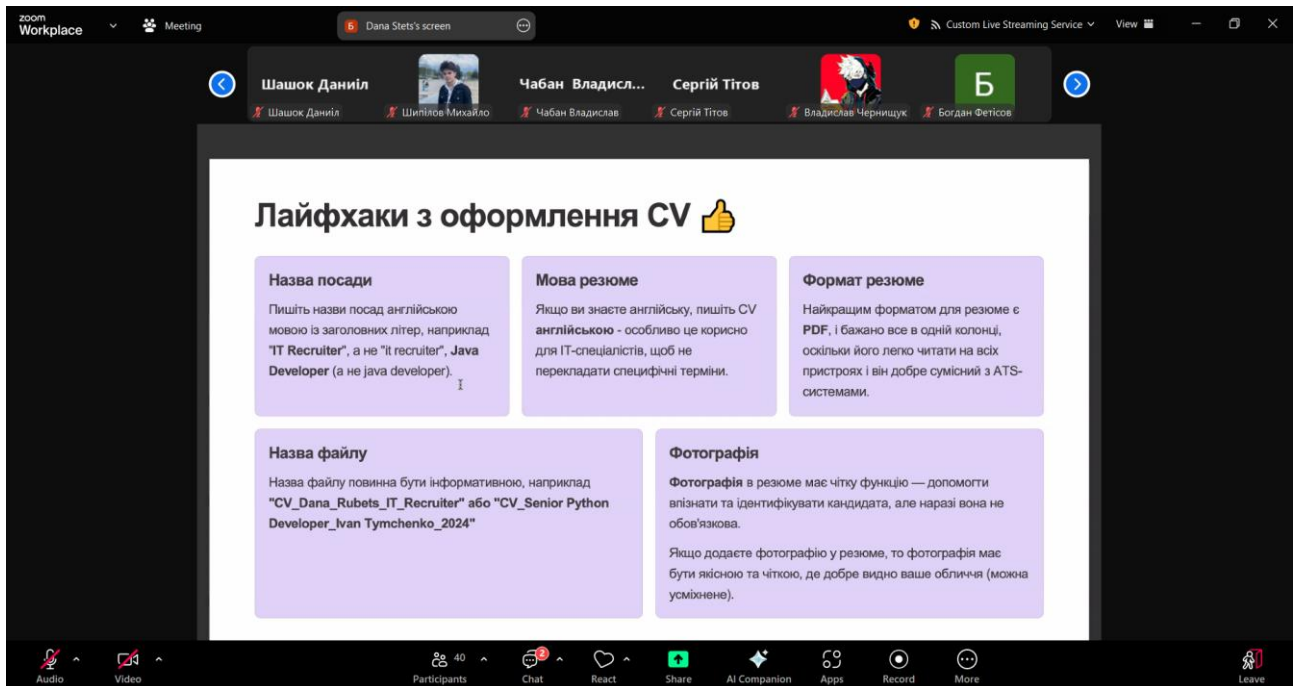 zoom
Workplace
Meeting
Б Dana Stets's screen
Custom Live Streaming Service
View
Шашок Даниіл
Чабан Владисл...
Сергій Тітов
Б
Шашок Даниіл
Шипілов Михайло
Чабан Владислав
Сергій Тітов
Владислав Чернищук
Богдан Фетісов
Лайфхаки з оформлення CV
Назва посади
Пишіть назви посад англійською
мовою із заголовних літер, наприклад
"IT Recruiter", а не "it recruiter", Java
Developer (а не java developer).
Мова резюме
Якщо ви знаєте англійську, пишіть CV
англійською - особливо це корисно
для ІТ-спеціалістів, щоб не
перекладати специфічні терміни.
Формат резюме
Найкращим форматом для резюме є
PDF, і бажано все в одній колонці,
оскільки його легко читати на всіх
пристроях і він добре сумісний з ATS-
системами.
Назва файлу
Назва файлу повинна бути інформативною, наприклад
"CV_Dana_Rubets_IT_Recruiter" або "CV_Senior Python
Developer_Ivan Tymchenko_2024"
Фотографія
Фотографія в резюме має чітку функцію — допомогти
впізнати та ідентифікувати кандидата, але наразі вона не
обов'язкова.
Якщо додаєте фотографію у резюме, то фотографія має
бути якісною та чіткою, де добре видно ваше обличчя (можна
усміхнене).
Audio
Video
40
Participants
2
Chat
React
Share
AI Companion
Apps
Record
More
Leave